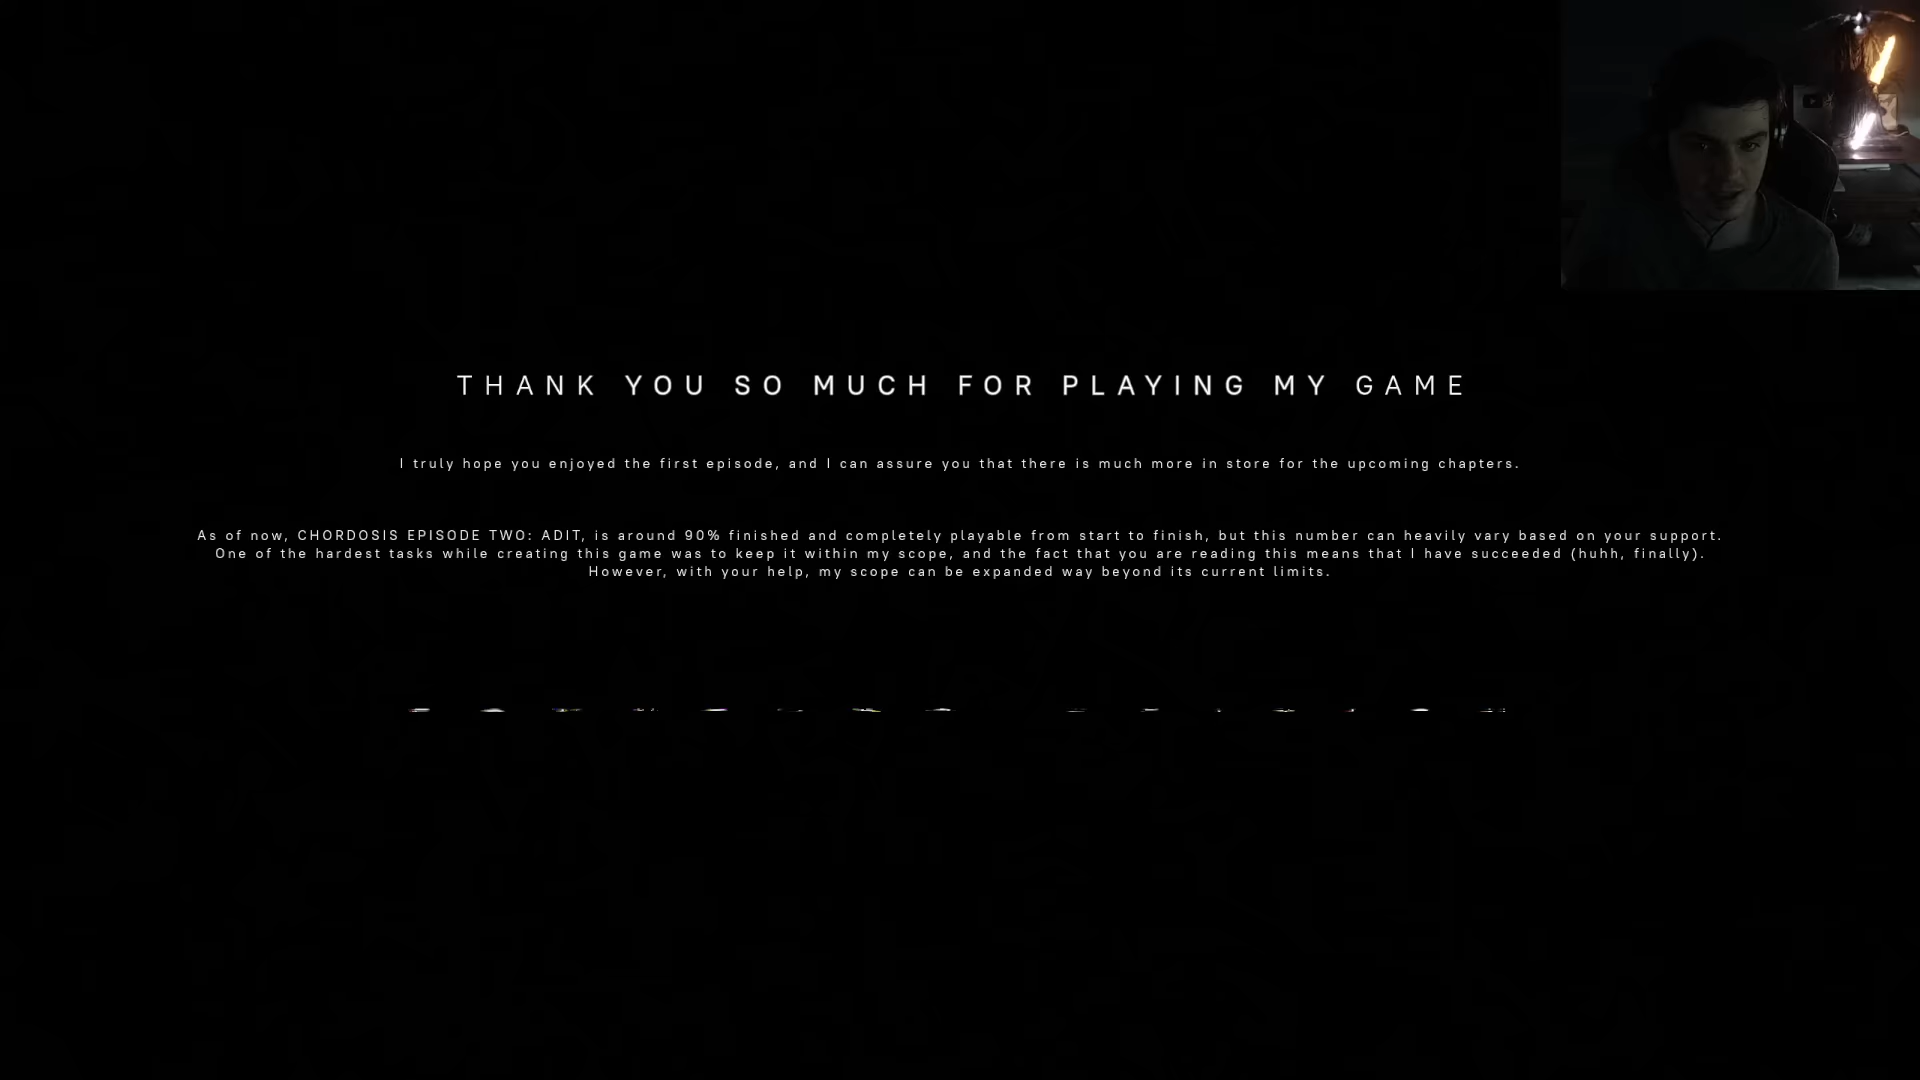 THANK YOU SO MUCH FOR PLAYING MY GAME
I truly hope you enjoyed the first episode, and I can assure you that there is much more in store for the upcoming chapters.
As of now, CHORDOSIS EPISODE TWO: ADIT, is around 90% finished and completely playable from start to finish, but this number can heavily vary based on your support.
One of the hardest tasks while creating this game was to keep it within my scope, and the fact that you are reading this means that I have succeeded (huhh, finally).
However, with your help, my scope can be expanded way beyond its current limits.